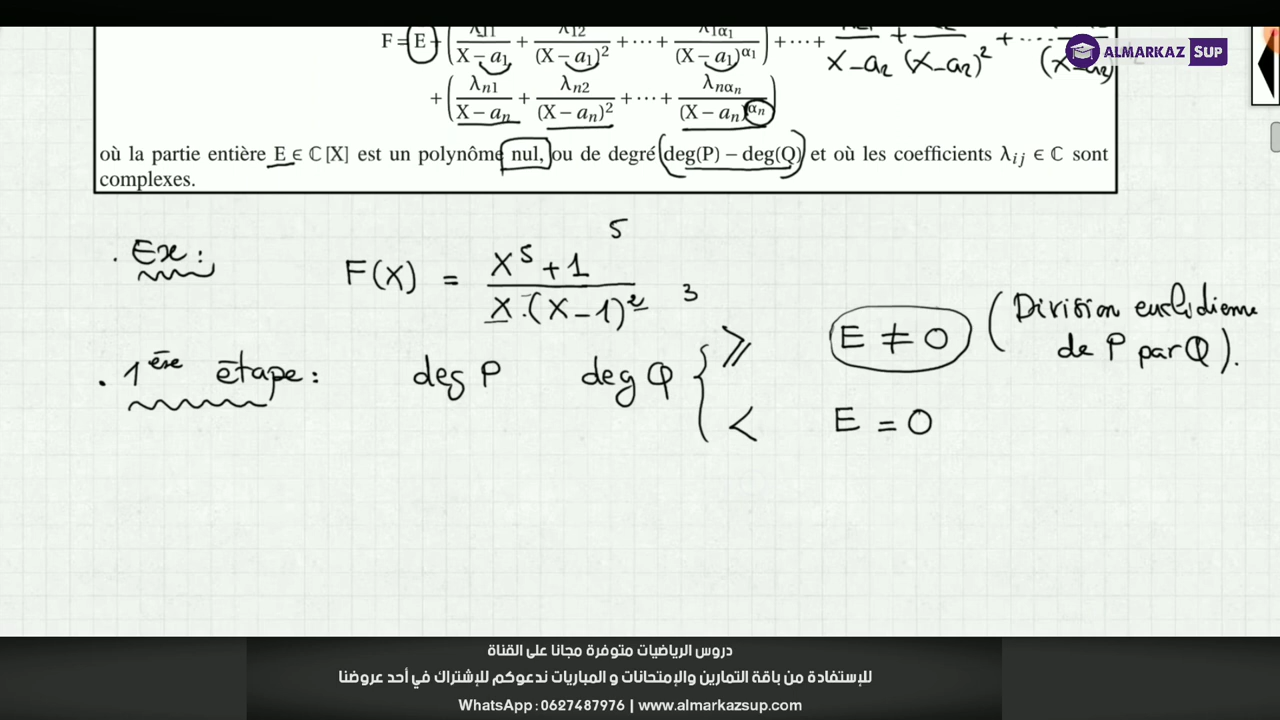 F = E + ( λ11/(X − a1) + λ12/(X − a1)² + ··· + λ1α1/(X − a1)^α1 ) + ··· + /(X − a2) + /(X − a2)² + ···· /(X − a2)
ALMARKAZ SUP
+ ( λn1/(X − an) + λn2/(X − an)² + ··· + λnαn/(X − an)^αn )
où la partie entière E ∈ ℂ[X] est un polynôme nul, ou de degré deg(P) − deg(Q) et où les coefficients λij ∈ ℂ sont
complexes.
. Ex :
F(X) = (X⁵ + 1)/(X · (X − 1)²)
5
3
. 1ère étape : deg P deg Q { ⩾ E ≠ 0 ( Division euclidienne
de P par Q ).
< E = 0
دروس الرياضيات متوفرة مجانا على القناة
للإستفادة من باقة التمارين والإمتحانات و المباريات ندعوكم للإشتراك في أحد عروضنا
WhatsApp : 0627487976 | www.almarkazsup.com